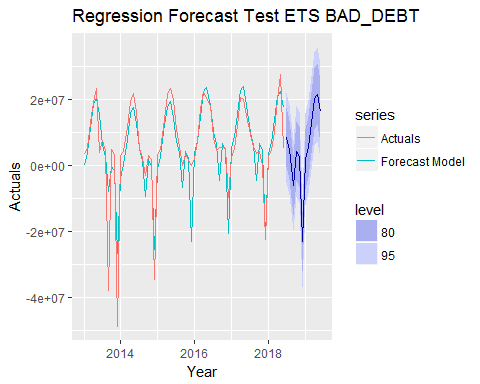 Regression Forecast Test ETS BAD_DEBT
2e+07
0e+00
-2e+07
-4e+07
Actuals
2014
2016
2018
Year
series
Actuals
Forecast Model
level
80
95